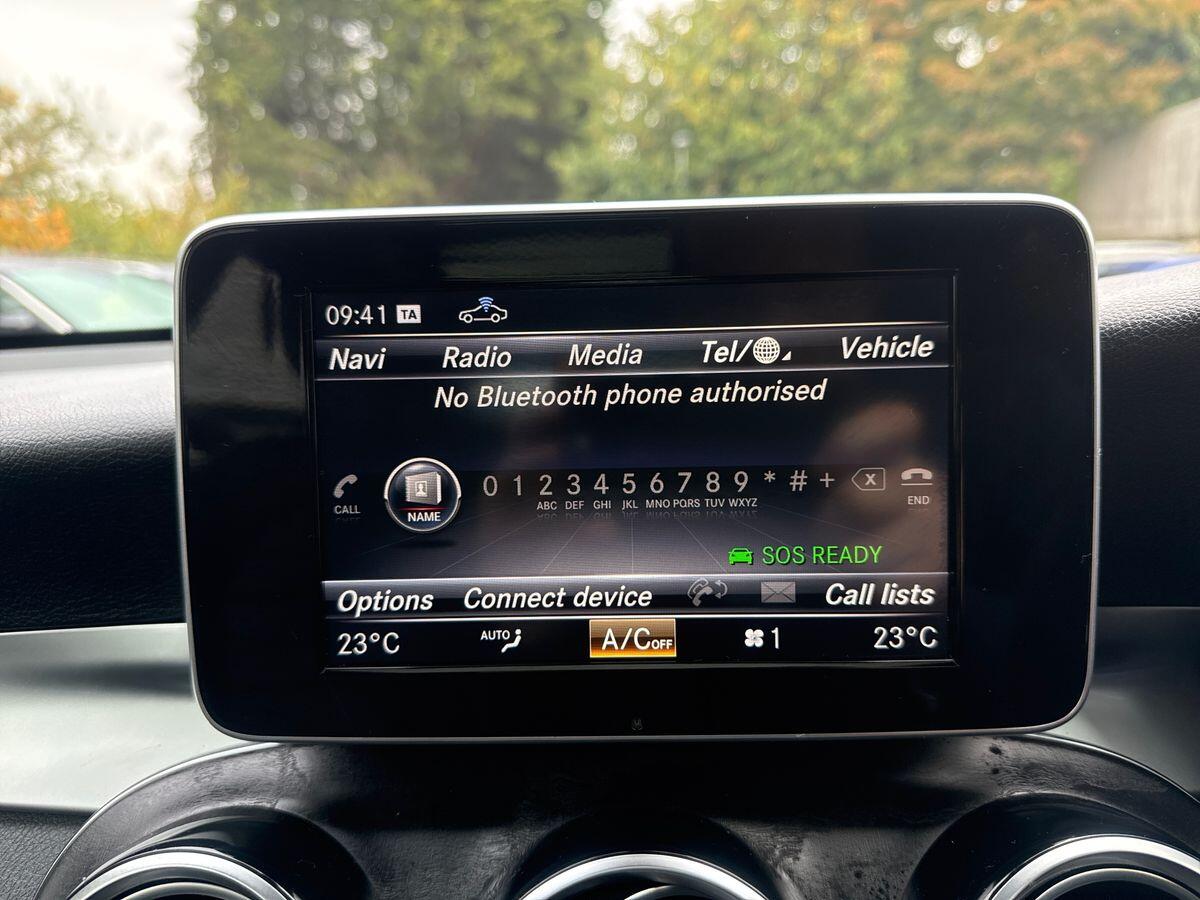 09:41 TA
Navi Radio Media Tel/ Vehicle
No Bluetooth phone authorised
0 1 2 3 4 5 6 7 8 9 * # +
ABC DEF GHI JKL MNO PQRS TUV WXYZ
CALL NAME END
SOS READY
Options Connect device Call lists
23°C AUTO A/C OFF 1 23°C